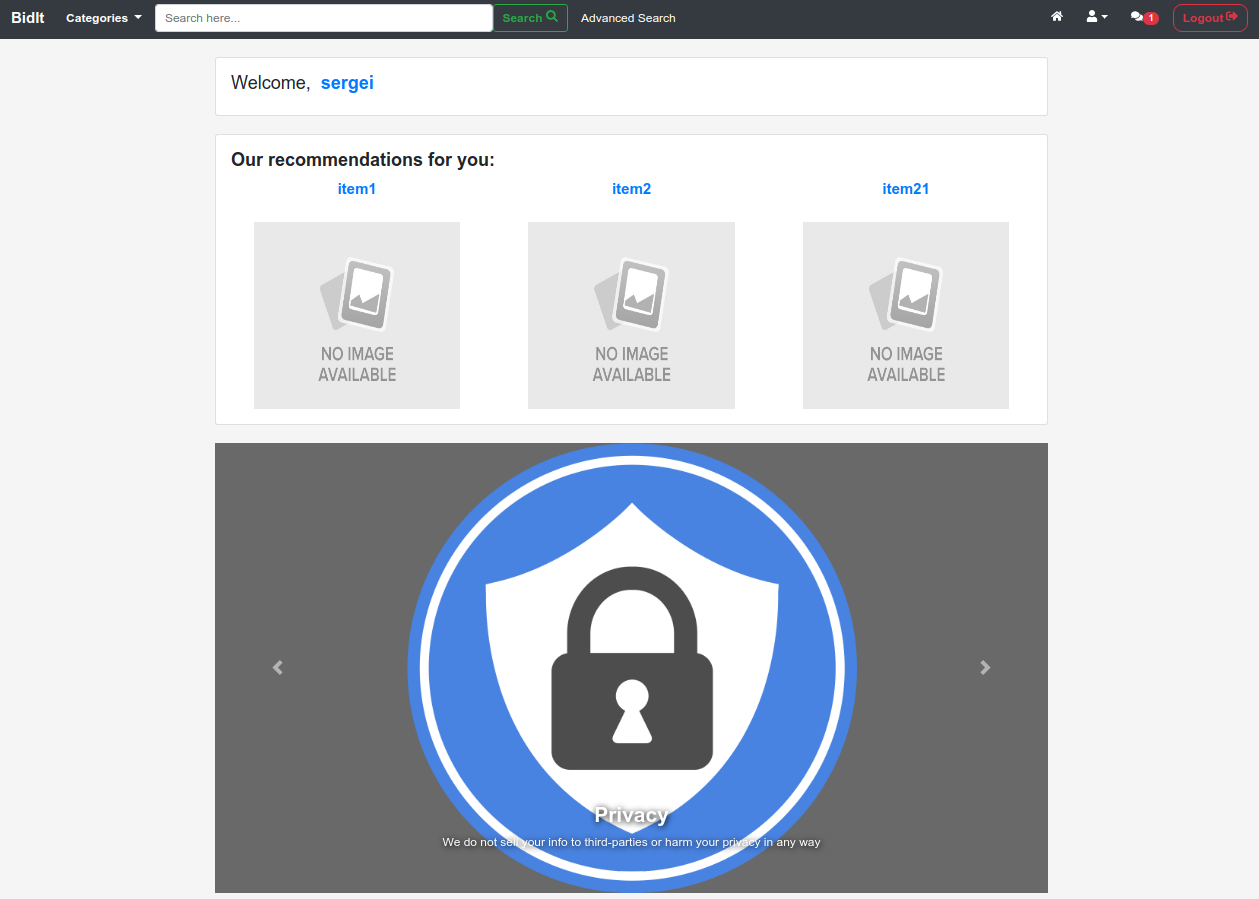 BidIt Categories Search here... Search Advanced Search 1 Logout
Welcome, sergei
Our recommendations for you:
item1 item2 item21
NO IMAGE AVAILABLE
NO IMAGE AVAILABLE
NO IMAGE AVAILABLE
Privacy
We do not sell your info to third-parties or harm your privacy in any way